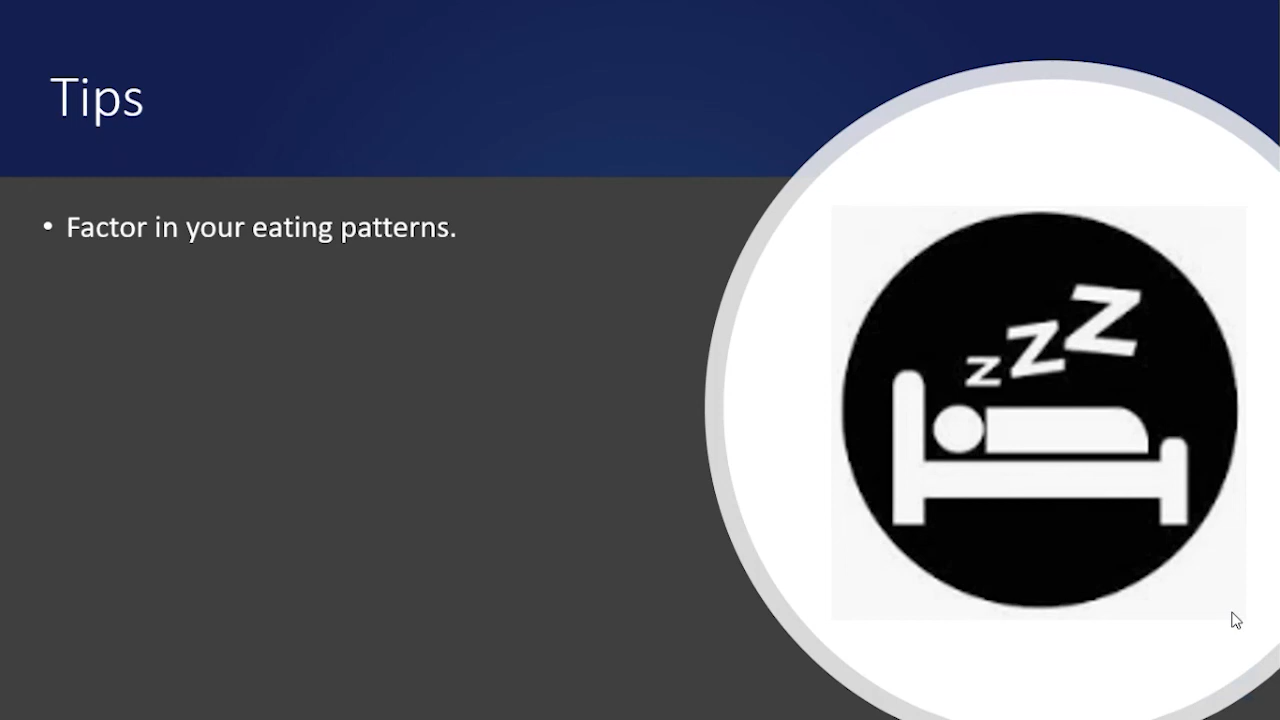 Tips
• Factor in your eating patterns.
z z z